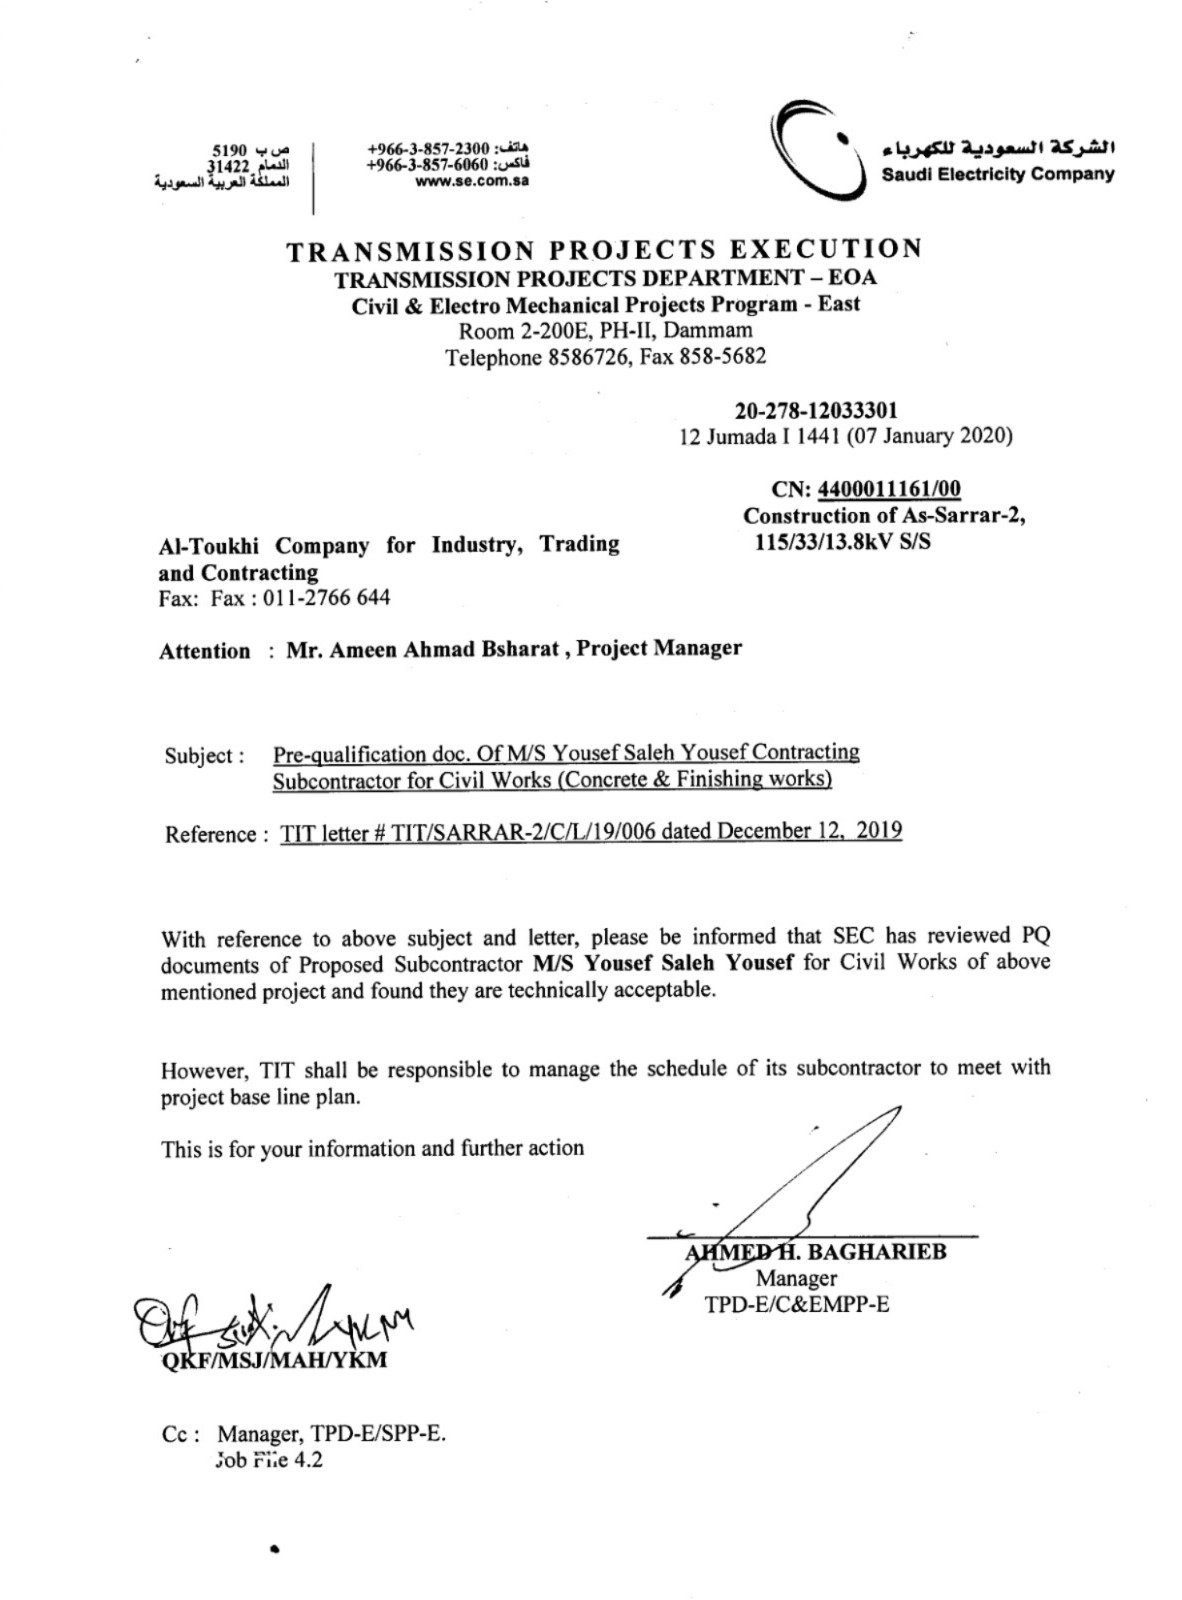 ص ب 5190
الدمام 31422
المملكة العربية السعودية
هاتف: 2300-857-3-966+
فاكس: 6060-857-3-966+
www.se.com.sa
الشركة السعودية للكهرباء
Saudi Electricity Company
TRANSMISSION PROJECTS EXECUTION
TRANSMISSION PROJECTS DEPARTMENT – EOA
Civil & Electro Mechanical Projects Program - East
Room 2-200E, PH-II, Dammam
Telephone 8586726, Fax 858-5682
20-278-12033301
12 Jumada I 1441 (07 January 2020)
CN: 4400011161/00
Construction of As-Sarrar-2,
115/33/13.8kV S/S
Al-Toukhi Company for Industry, Trading
and Contracting
Fax: Fax : 011-2766 644
Attention : Mr. Ameen Ahmad Bsharat , Project Manager
Subject : Pre-qualification doc. Of M/S Yousef Saleh Yousef Contracting
Subcontractor for Civil Works (Concrete & Finishing works)
Reference : TIT letter # TIT/SARRAR-2/C/L/19/006 dated December 12, 2019
With reference to above subject and letter, please be informed that SEC has reviewed PQ
documents of Proposed Subcontractor M/S Yousef Saleh Yousef for Civil Works of above
mentioned project and found they are technically acceptable.
However, TIT shall be responsible to manage the schedule of its subcontractor to meet with
project base line plan.
This is for your information and further action
AHMED H. BAGHARIEB
Manager
TPD-E/C&EMPP-E
YKM
QKF/MSJ/MAH/YKM
Cc : Manager, TPD-E/SPP-E.
Job File 4.2